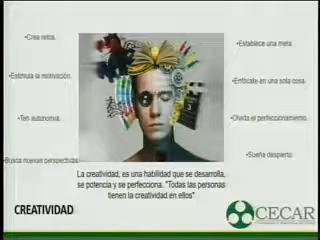 •Crea retos.
•Estimula la motivación.
•Ten autonomía.
•Busca nuevas perspectivas.
•Establece una meta
•Enfócate en una sola cosa
•Olvida el perfeccionamiento.
•Sueña despierto.
La creatividad, es una habilidad que se desarrolla,
se potencia y se perfecciona. "Todas las personas
tienen la creatividad en ellos"
CREATIVIDAD
CECAR